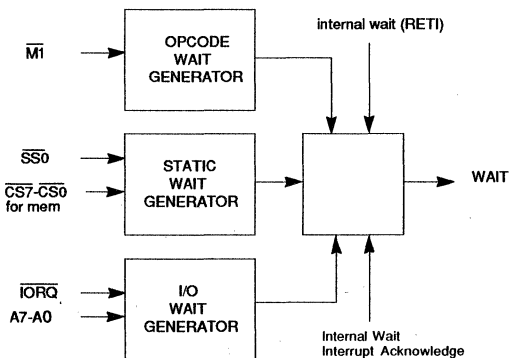 M1
OPCODE
WAIT
GENERATOR
internal wait (RETI)
SS0
CS7-CS0
for mem
STATIC
WAIT
GENERATOR
WAIT
IORQ
A7-A0
I/O
WAIT
GENERATOR
Internal Wait
Interrupt Acknowledge